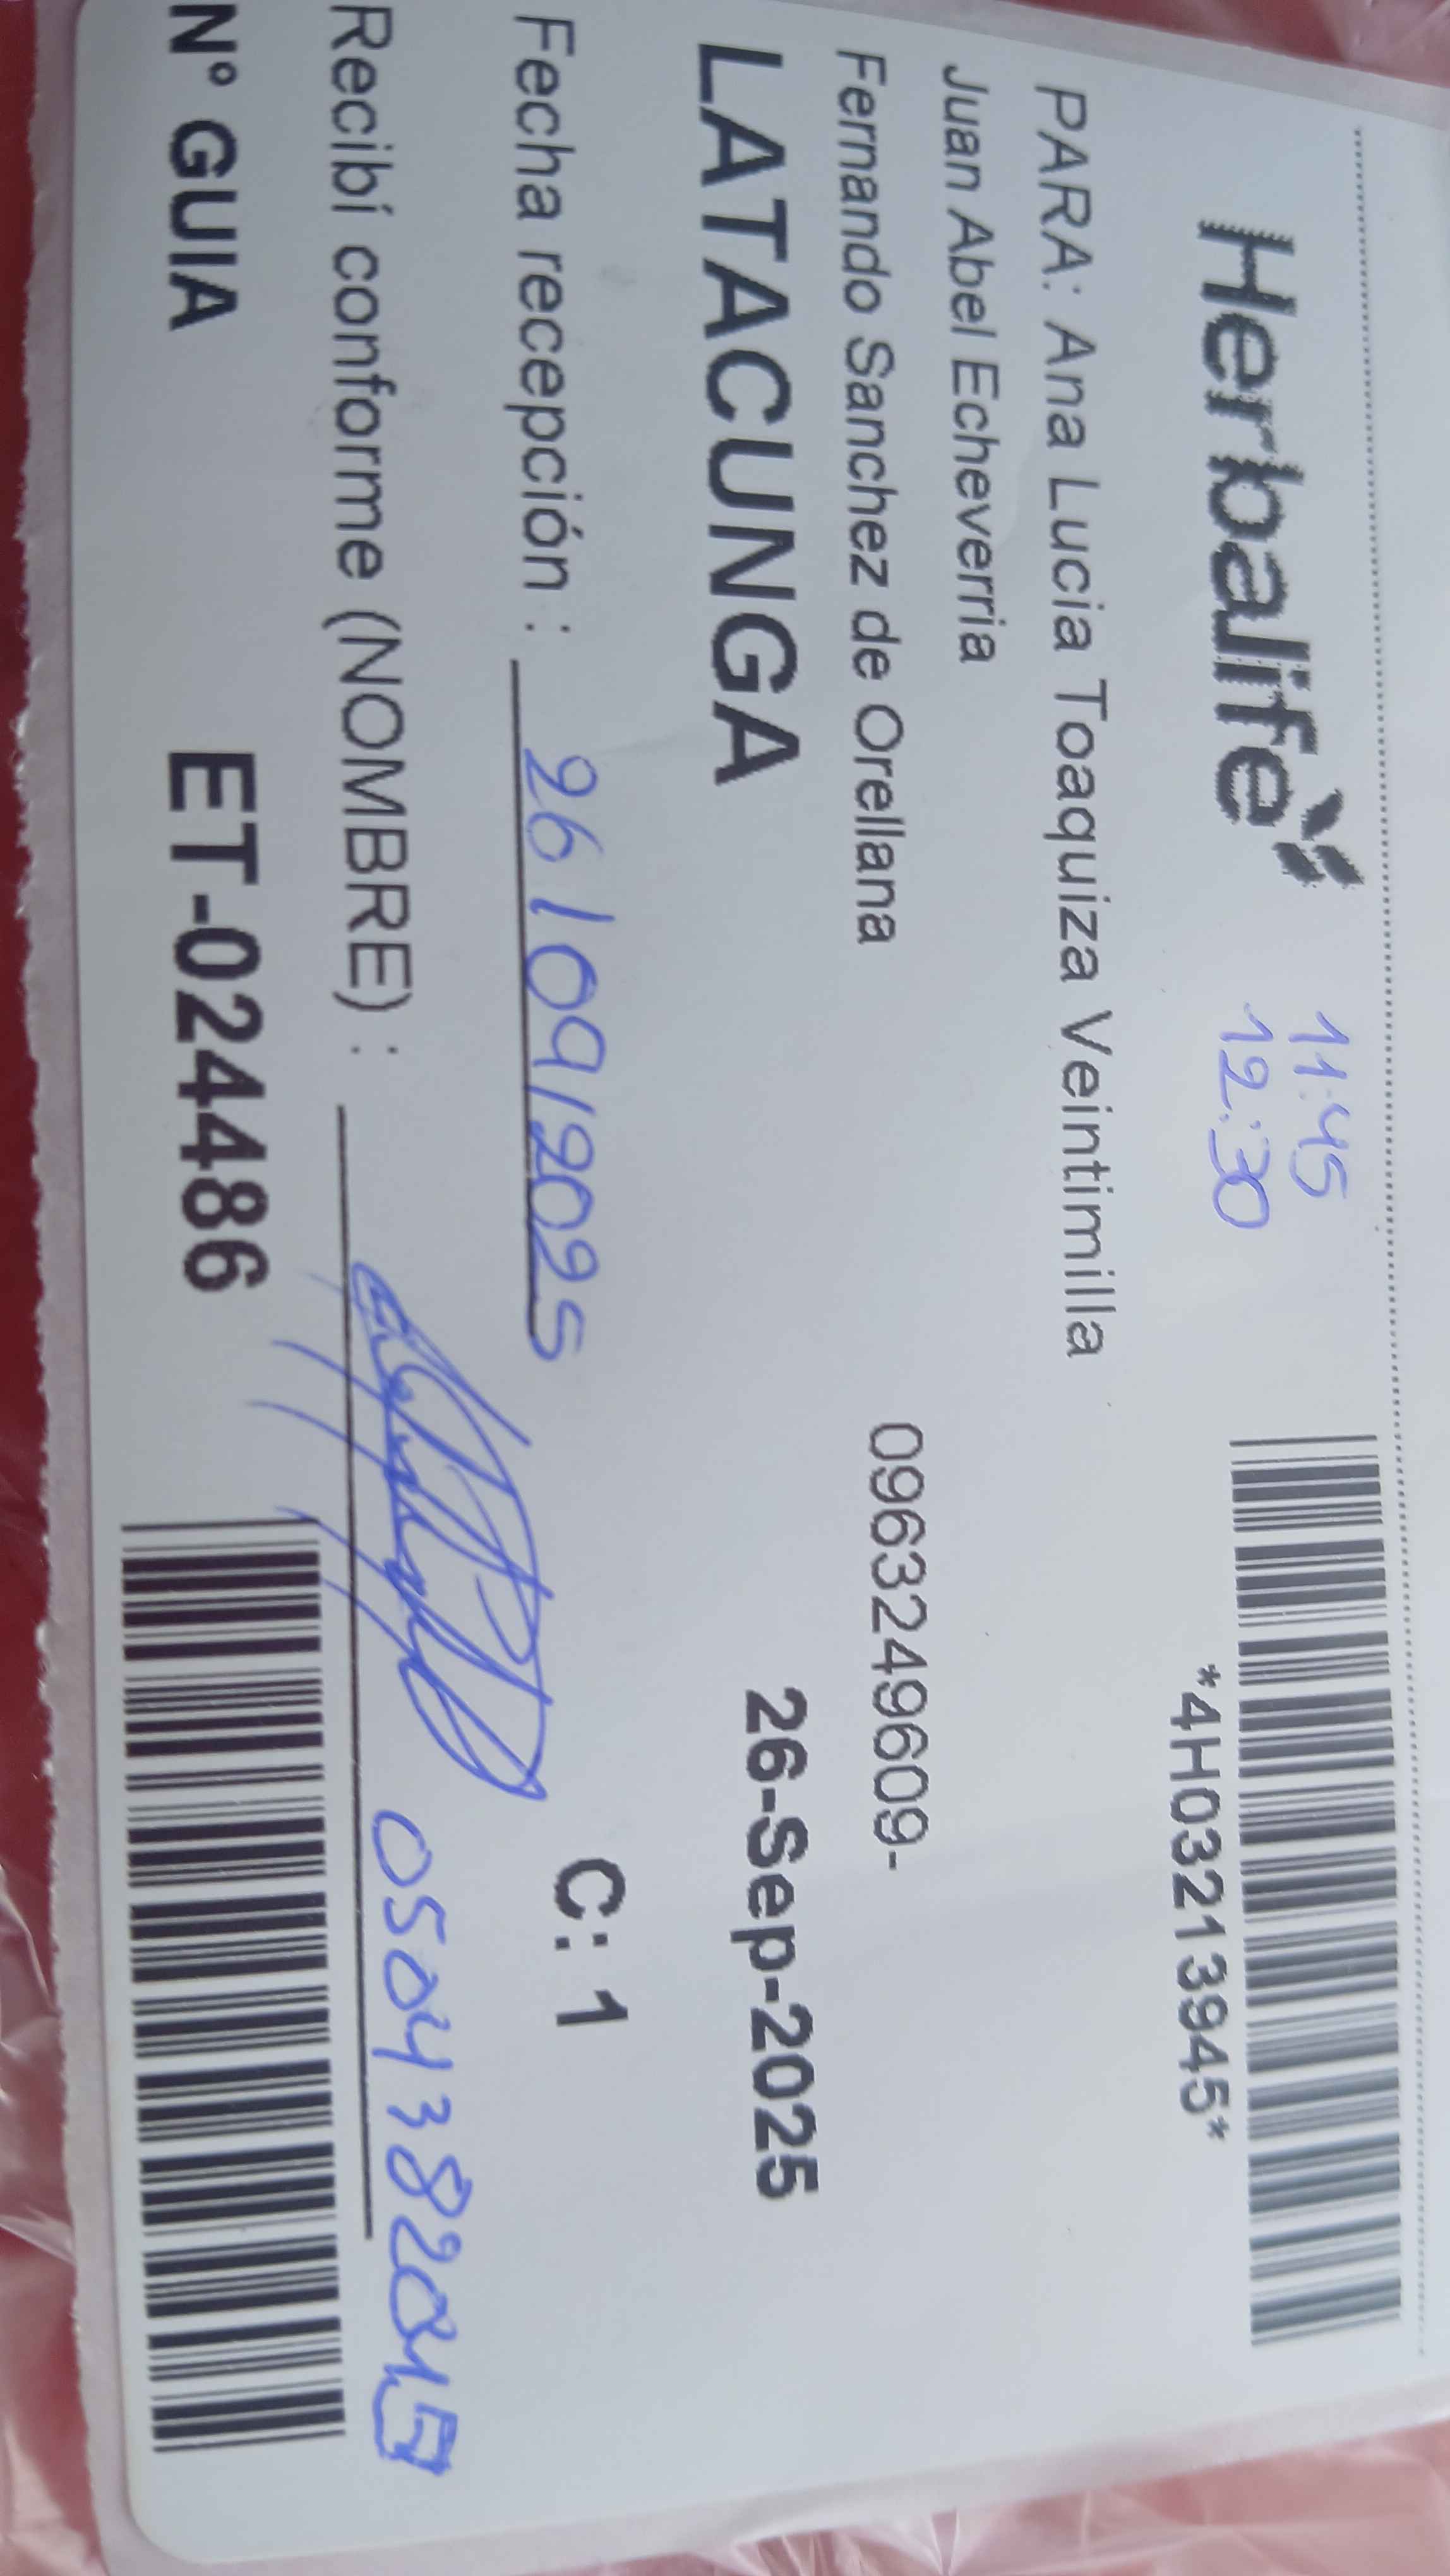 Herbalife
11:45
12:30
*4H03213945*
PARA: Ana Lucia Toaquiza Veintimilla
Juan Abel Echeverria
Fernando Sanchez de Orellana
0963249609-
LATACUNGA
26-Sep-2025
Fecha recepción : 26/09/2025
C: 1
Recibí conforme (NOMBRE) :
N° GUIA
ET-024486